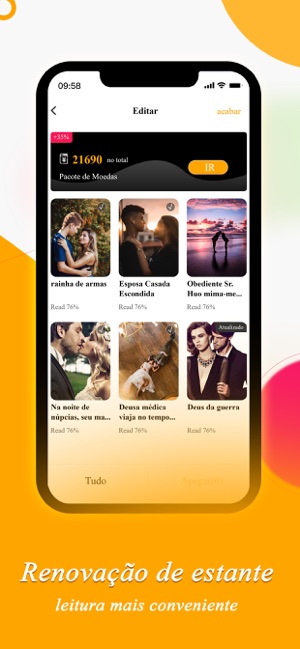 09:58
Editar
acabar
+35%
21690 no total
Pacote de Moedas
IR
rainha de armas
Read 76%
Esposa Casada
Escondida
Read 76%
Obediente Sr.
Huo mima-me...
Read 76%
Atualizado
Na noite de
núpcias, seu ma...
Read 76%
Deusa médica
viaja no tempo...
Read 76%
Deus da guerra
Read 76%
Tudo
Renovação de estante
leitura mais conveniente